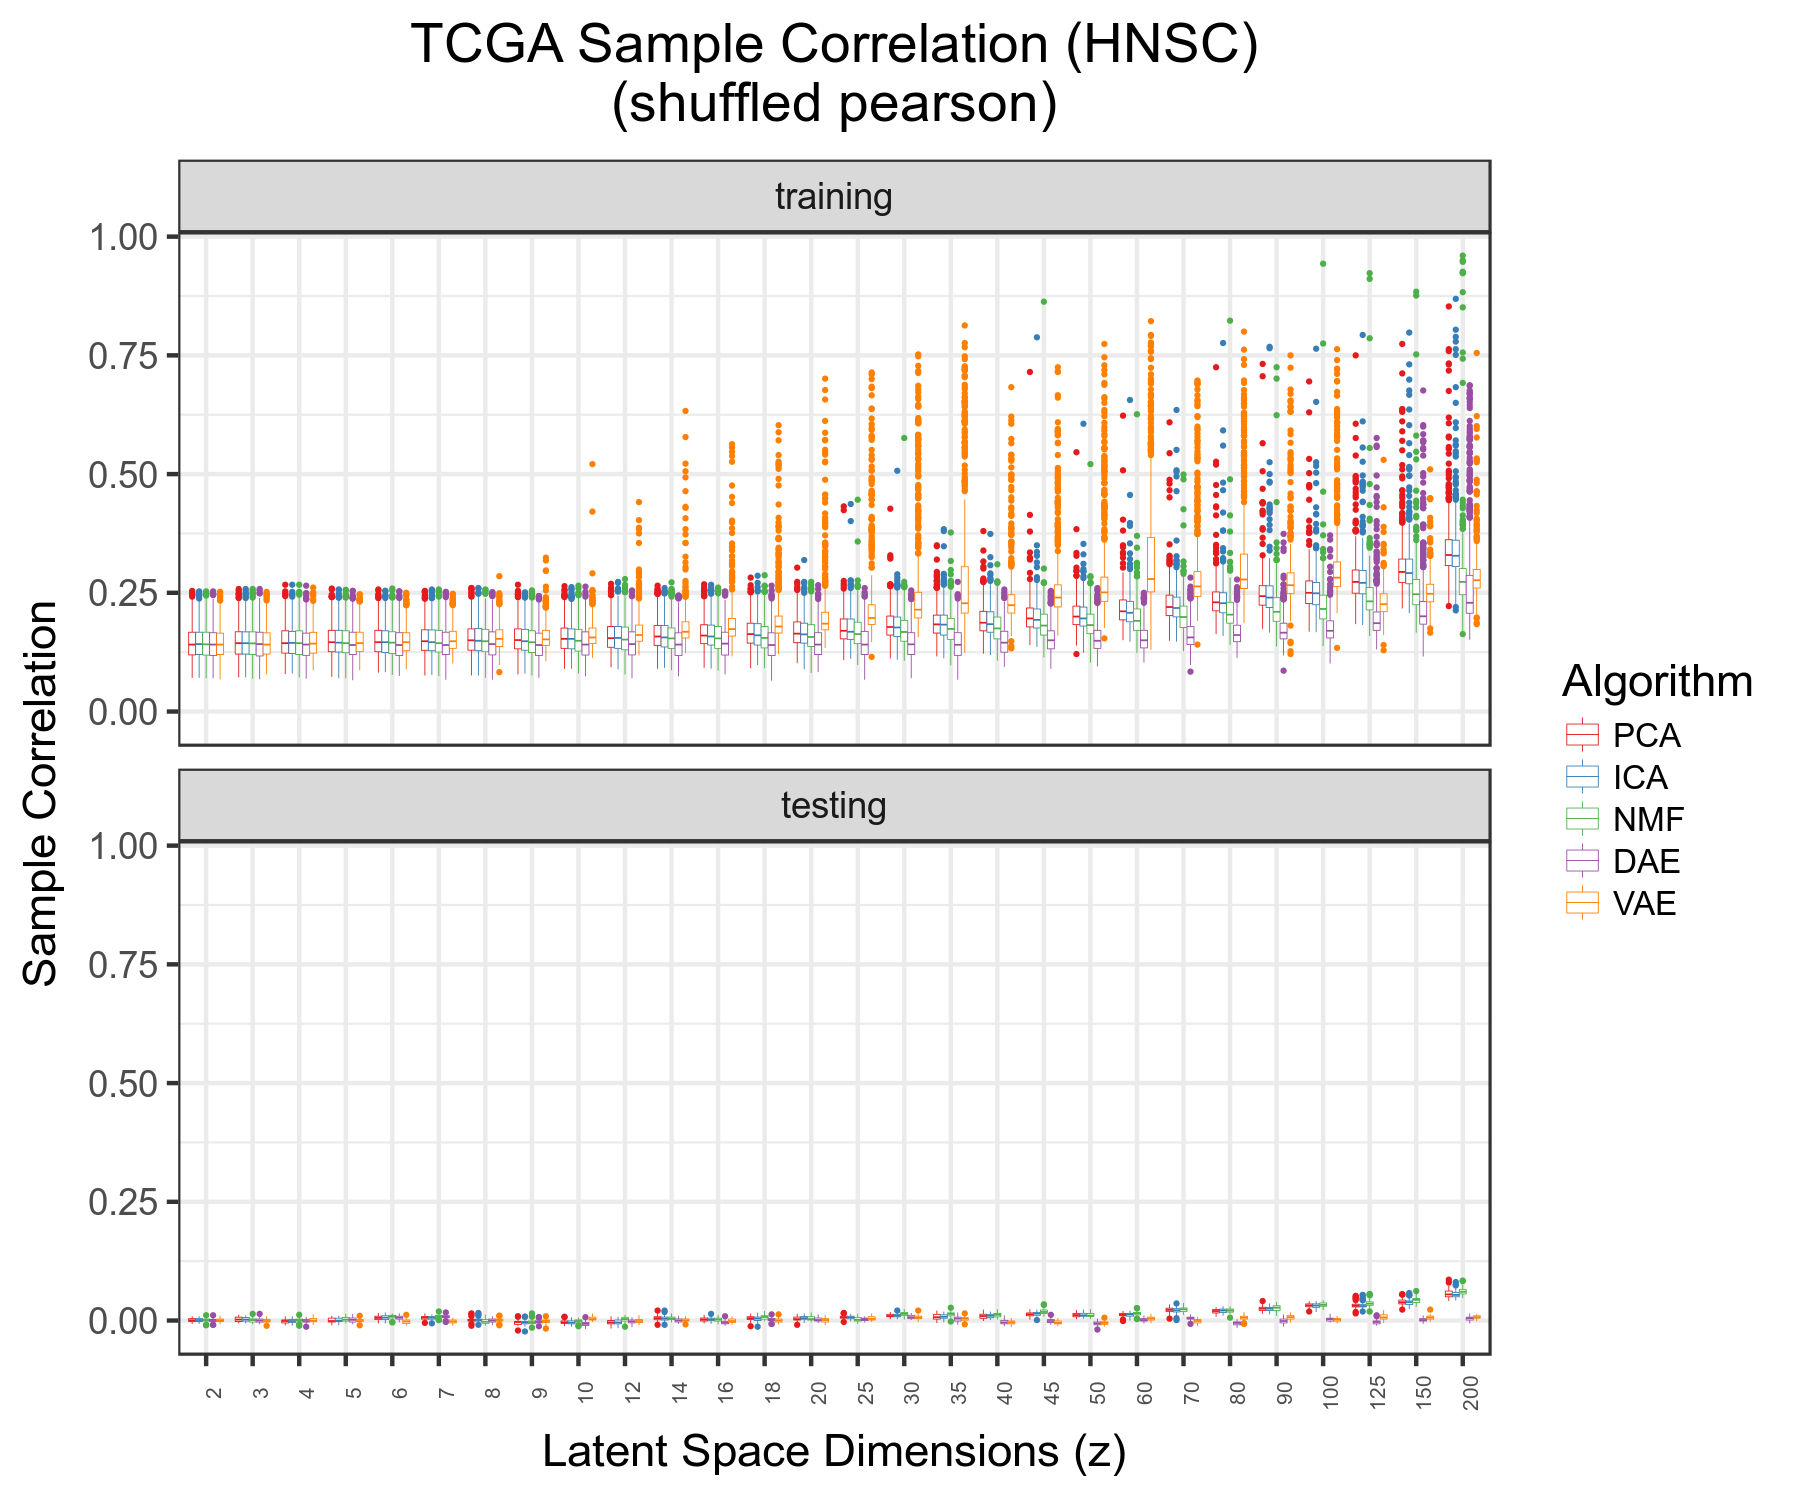 TCGA Sample Correlation (HNSC)
(shuffled pearson)
training
1.00
0.75
0.50
0.25
0.00
testing
1.00
0.75
0.50
0.25
0.00
Sample Correlation
2 3 4 5 6 7 8 9 10 12 14 16 18 20 25 30 35 40 45 50 60 70 80 90 100 125 150 200
Latent Space Dimensions (z)
Algorithm
PCA
ICA
NMF
DAE
VAE